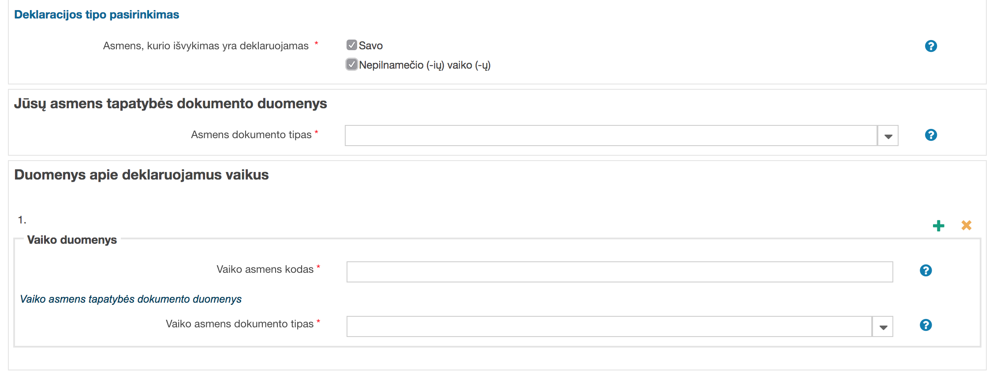 Deklaracijos tipo pasirinkimas
Asmens, kurio išvykimas yra deklaruojamas *
Savo
Nepilnamečio (-ių) vaiko (-ų)
Jūsų asmens tapatybės dokumento duomenys
Asmens dokumento tipas *
Duomenys apie deklaruojamus vaikus
1.
Vaiko duomenys
Vaiko asmens kodas *
Vaiko asmens tapatybės dokumento duomenys
Vaiko asmens dokumento tipas *